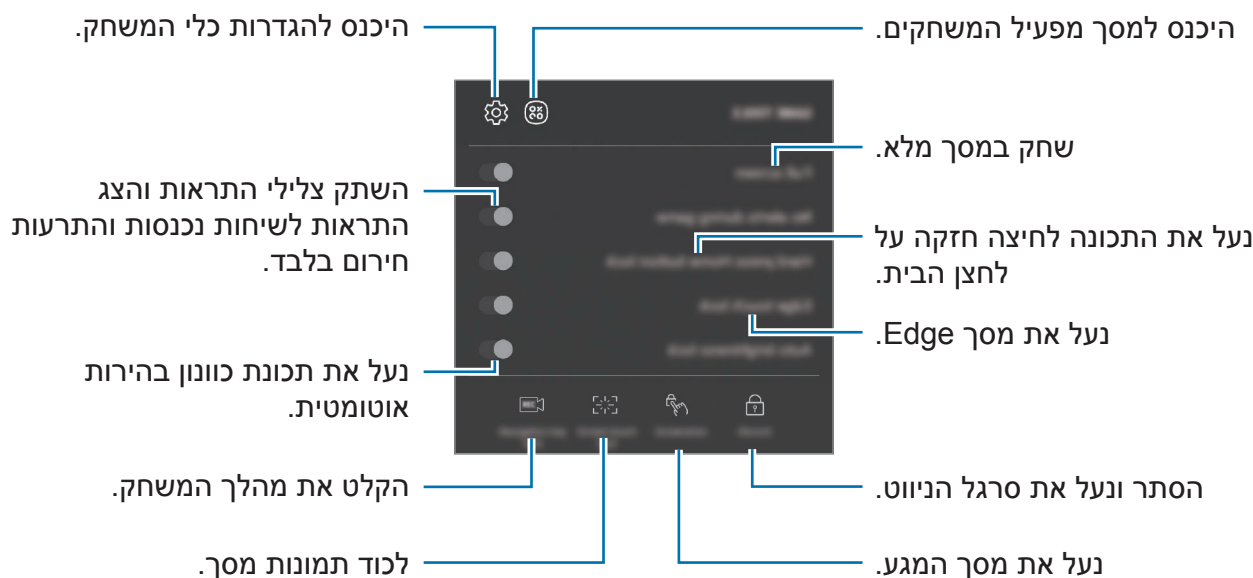 היכנס למסך מפעיל המשחקים.
היכנס להגדרות כלי המשחק.
שחק במסך מלא.
השתק צלילי התראות והצג
התראות לשיחות נכנסות והתרעות
חירום בלבד.
נעל את התכונה לחיצה חזקה על
לחצן הבית.
נעל את מסך Edge.
נעל את תכונת כוונון בהירות
אוטומטית.
הסתר ונעל את סרגל הניווט.
הקלט את מהלך המשחק.
נעל את מסך המגע.
לכוד תמונות מסך.